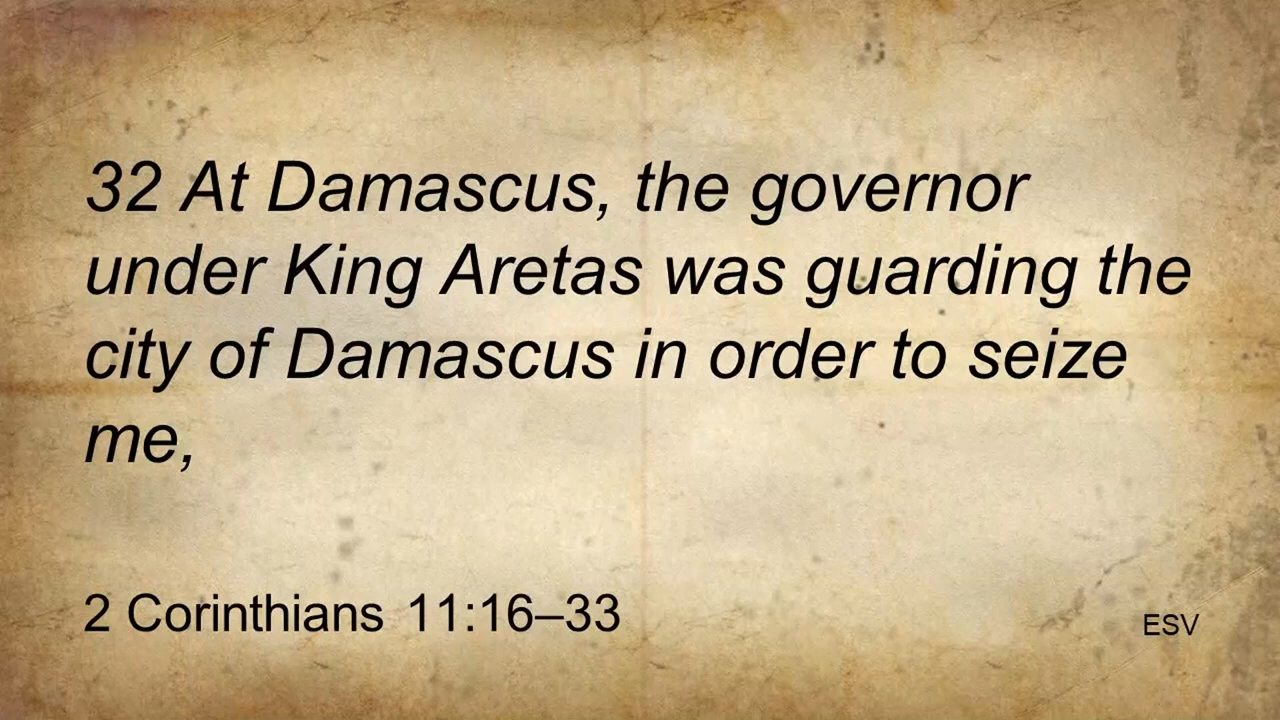 32 At Damascus, the governor
under King Aretas was guarding the
city of Damascus in order to seize
me,
2 Corinthians 11:16–33
ESV